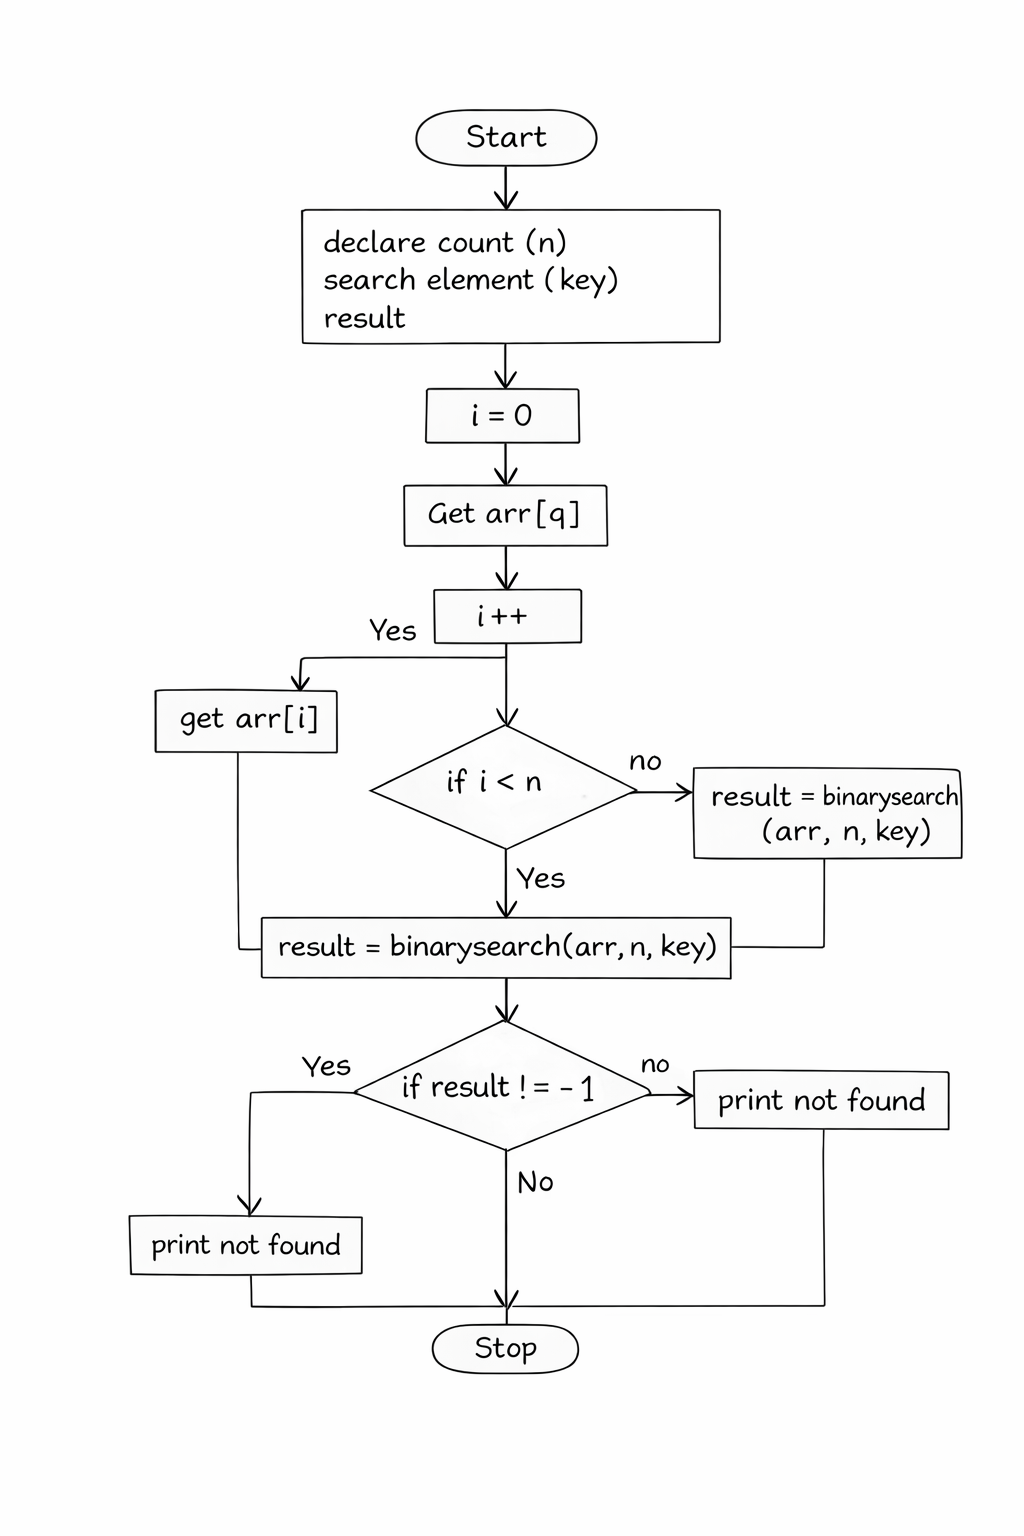 Start
declare count (n)
search element (key)
result
i = 0
Get arr[q]
i++
Yes
get arr[i]
if i < n
no
result = binarysearch
(arr, n, key)
Yes
result = binarysearch(arr, n, key)
Yes
if result != -1
no
print not found
No
print not found
Stop